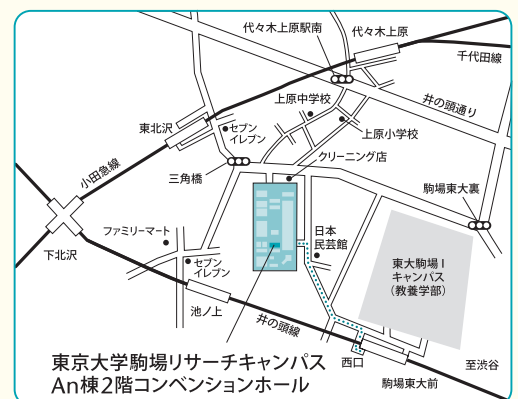 代々木上原駅南
代々木上原
千代田線
井の頭通り
上原中学校
上原小学校
東北沢
セブン
イレブン
クリーニング店
小田急線
三角橋
駒場東大裏
ファミリーマート
日本
民芸館
下北沢
セブン
イレブン
東大駒場Ⅰ
キャンパス
(教養学部)
池ノ上
井の頭線
西口
至渋谷
駒場東大前
東京大学駒場リサーチキャンパス
An棟2階コンベンションホール